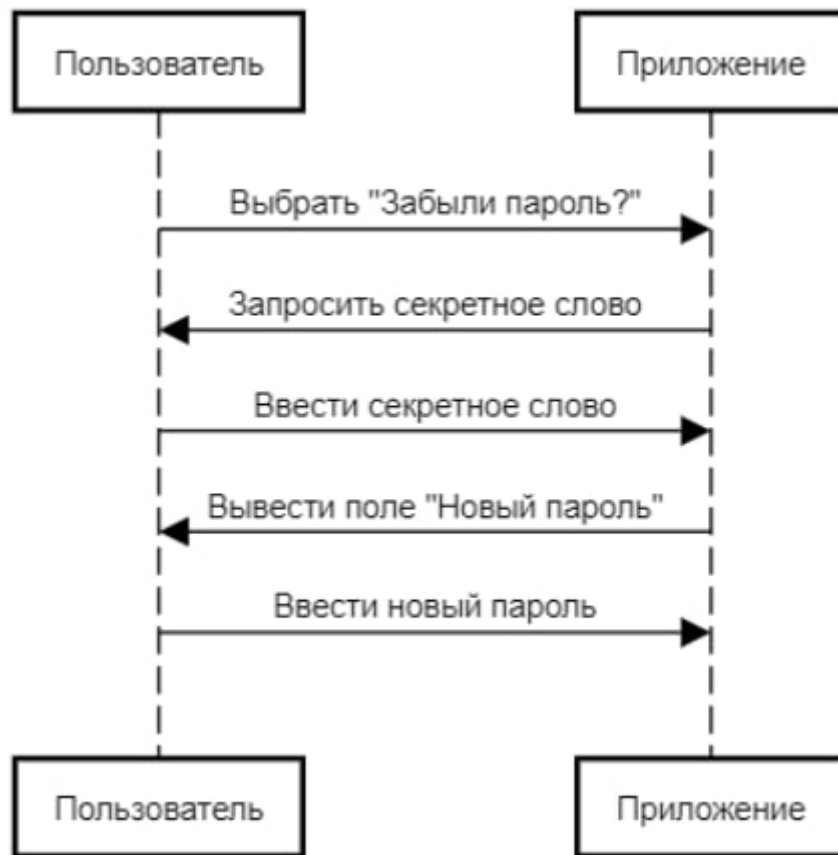 Пользователь
Приложение
Выбрать "Забыли пароль?"
Запросить секретное слово
Ввести секретное слово
Вывести поле "Новый пароль"
Ввести новый пароль
Пользователь
Приложение